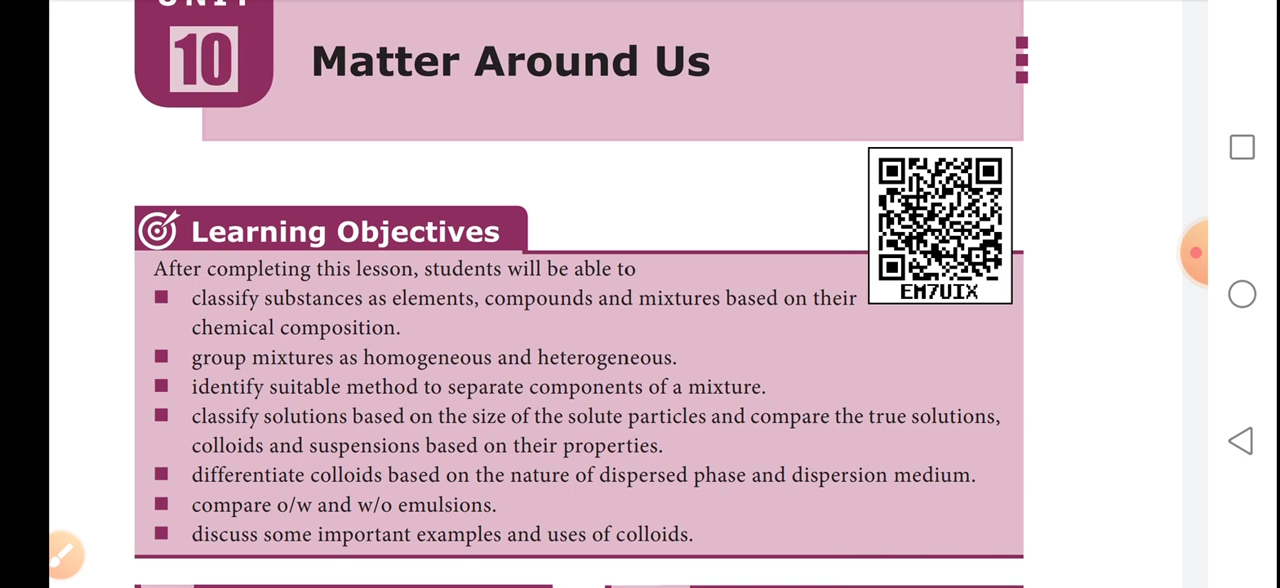 UNIT
10
Matter Around Us
EM7UIX
Learning Objectives
After completing this lesson, students will be able to
classify substances as elements, compounds and mixtures based on their
chemical composition.
group mixtures as homogeneous and heterogeneous.
identify suitable method to separate components of a mixture.
classify solutions based on the size of the solute particles and compare the true solutions,
colloids and suspensions based on their properties.
differentiate colloids based on the nature of dispersed phase and dispersion medium.
compare o/w and w/o emulsions.
discuss some important examples and uses of colloids.